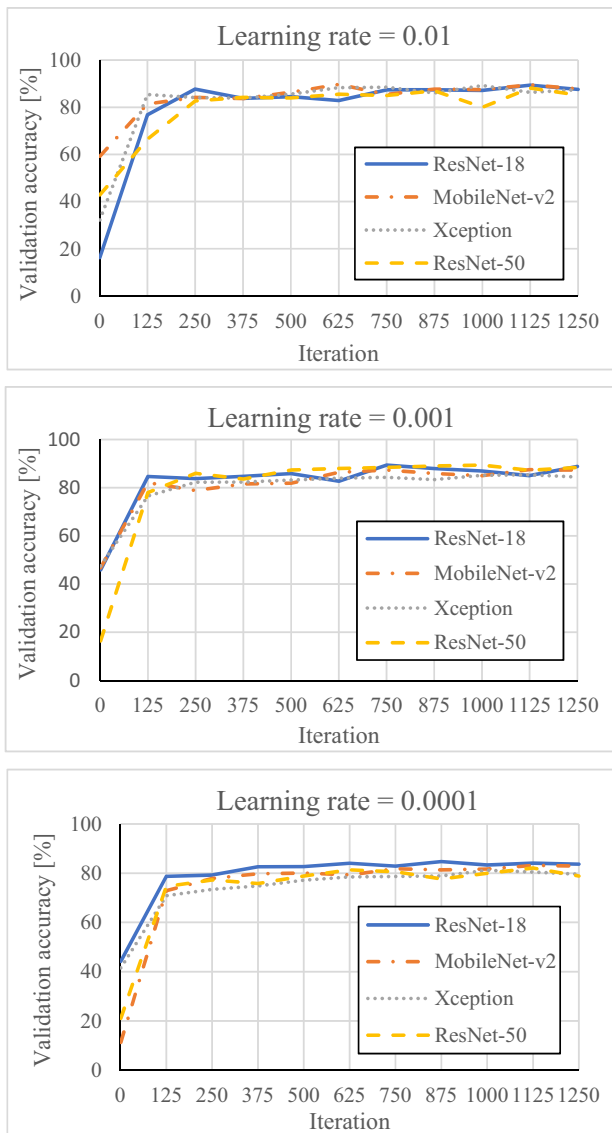 Learning rate = 0.01
Validation accuracy [%]
100
80
60
40
20
0
ResNet-18
MobileNet-v2
Xception
ResNet-50
0 125 250 375 500 625 750 875 1000 1125 1250
Iteration
Learning rate = 0.001
Validation accuracy [%]
100
80
60
40
20
0
ResNet-18
MobileNet-v2
Xception
ResNet-50
0 125 250 375 500 625 750 875 1000 1125 1250
Iteration
Learning rate = 0.0001
Validation accuracy [%]
100
80
60
40
20
0
ResNet-18
MobileNet-v2
Xception
ResNet-50
0 125 250 375 500 625 750 875 1000 1125 1250
Iteration